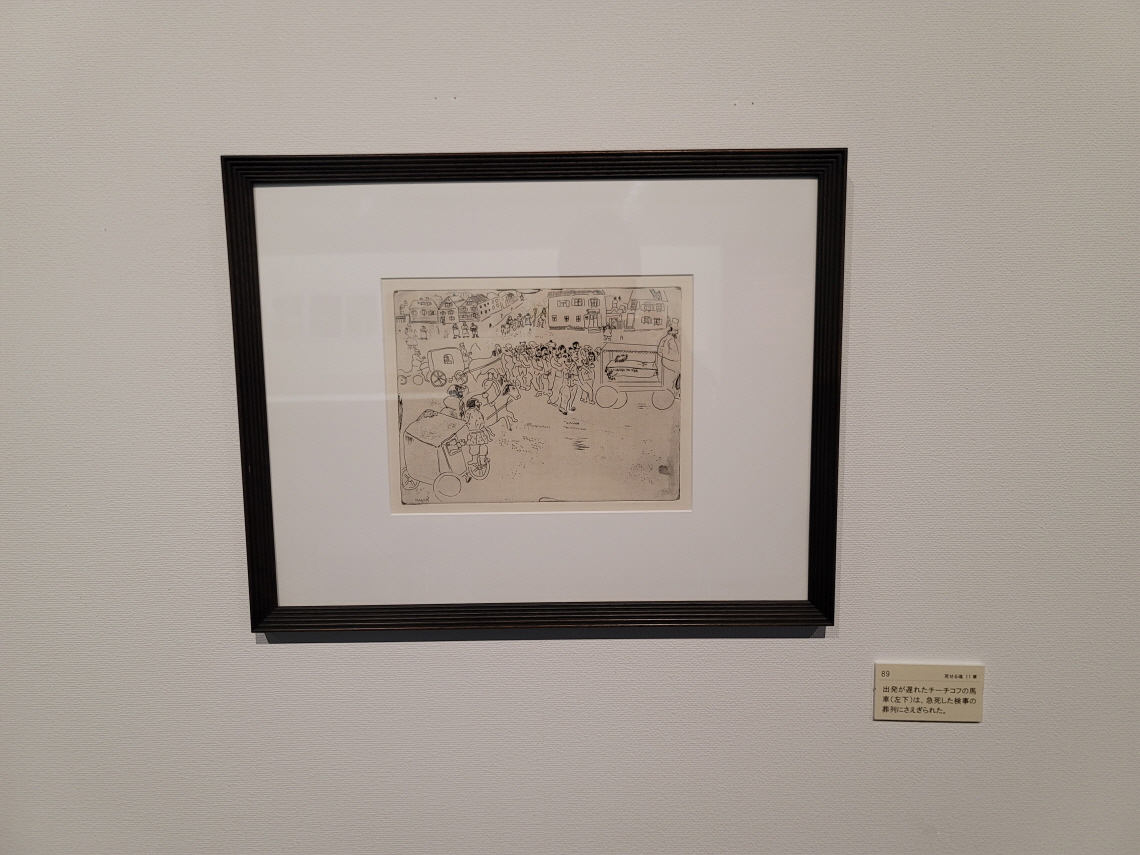 89 死せる魂 11 章
出発が遅れたチーチコフの馬
車(左下)は、急死した検事の
葬列にさえぎられた。